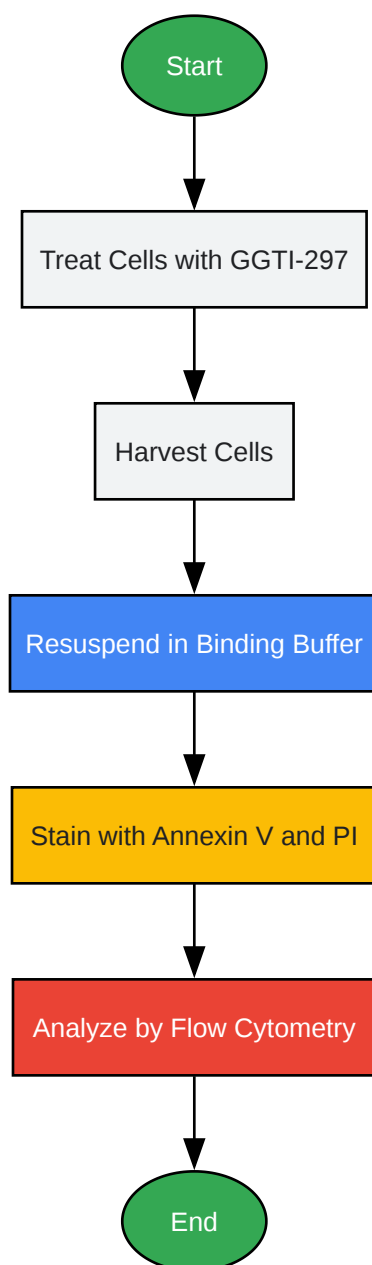 Start
Treat Cells with GGTI-297
Harvest Cells
Resuspend in Binding Buffer
Stain with Annexin V and PI
Analyze by Flow Cytometry
End